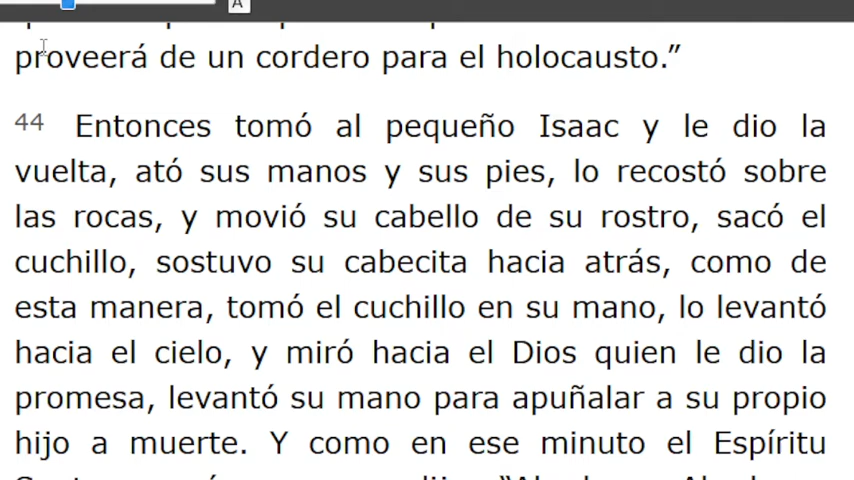 A
proveerá de un cordero para el holocausto.”
44 Entonces tomó al pequeño Isaac y le dio la
vuelta, ató sus manos y sus pies, lo recostó sobre
las rocas, y movió su cabello de su rostro, sacó el
cuchillo, sostuvo su cabecita hacia atrás, como de
esta manera, tomó el cuchillo en su mano, lo levantó
hacia el cielo, y miró hacia el Dios quien le dio la
promesa, levantó su mano para apuñalar a su propio
hijo a muerte. Y como en ese minuto el Espíritu